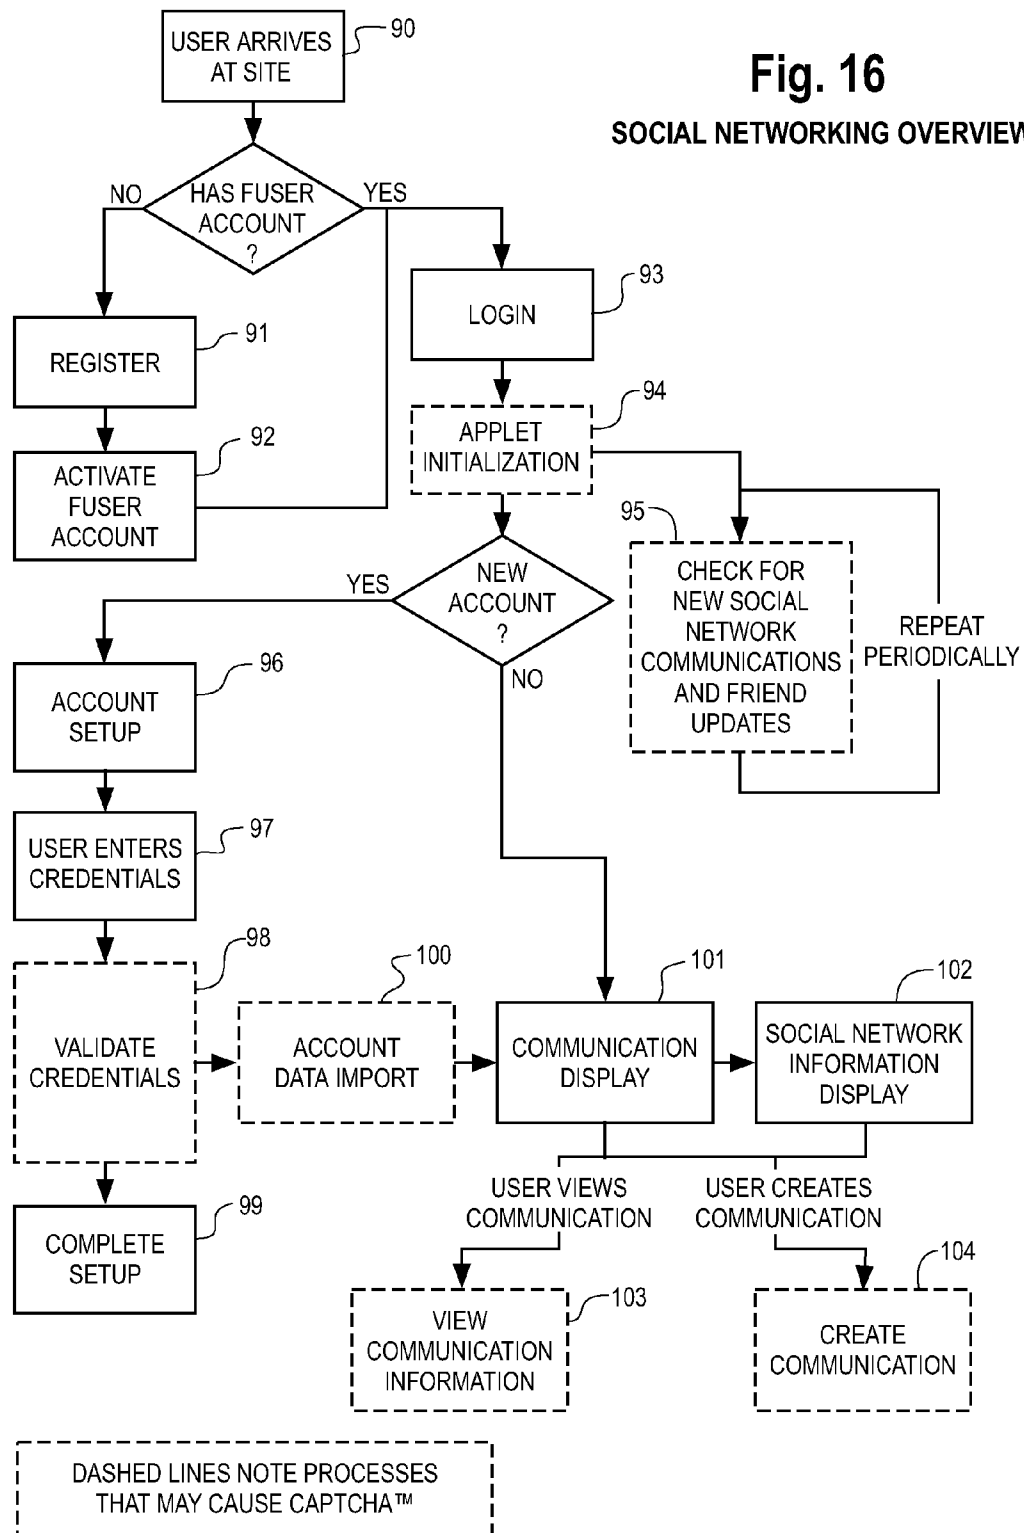 USER ARRIVES
AT SITE
90
Fig. 16
SOCIAL NETWORKING OVERVIEW
NO
HAS FUSER
ACCOUNT
?
YES
LOGIN
93
REGISTER
91
APPLET
INITIALIZATION
94
ACTIVATE
FUSER
ACCOUNT
92
95
CHECK FOR
NEW SOCIAL
NETWORK
COMMUNICATIONS
AND FRIEND
UPDATES
REPEAT
PERIODICALLY
YES
NEW
ACCOUNT
?
NO
ACCOUNT
SETUP
96
USER ENTERS
CREDENTIALS
97
VALIDATE
CREDENTIALS
98
ACCOUNT
DATA IMPORT
100
COMMUNICATION
DISPLAY
101
SOCIAL NETWORK
INFORMATION
DISPLAY
102
COMPLETE
SETUP
99
USER VIEWS
COMMUNICATION
USER CREATES
COMMUNICATION
VIEW
COMMUNICATION
INFORMATION
103
CREATE
COMMUNICATION
104
DASHED LINES NOTE PROCESSES
THAT MAY CAUSE CAPTCHA™